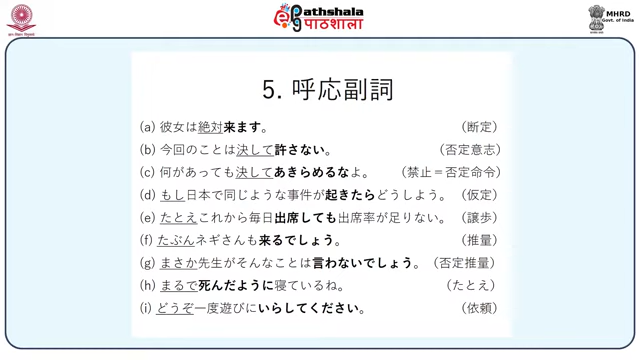 ePathshala
पाठशाला
MHRD
Govt. of India
5. 呼応副詞
(a) 彼女は絶対来ます。 (断定)
(b) 今回のことは決して許さない。 (否定意志)
(c) 何があっても決してあきらめるなよ。 (禁止＝否定命令)
(d) もし日本で同じような事件が起きたらどうしよう。 (仮定)
(e) たとえこれから毎日出席しても出席率が足りない。 (譲歩)
(f) たぶんネギさんも来るでしょう。 (推量)
(g) まさか先生がそんなことは言わないでしょう。 (否定推量)
(h) まるで死んだように寝ているね。 (たとえ)
(i) どうぞ一度遊びにいらしてください。 (依頼)